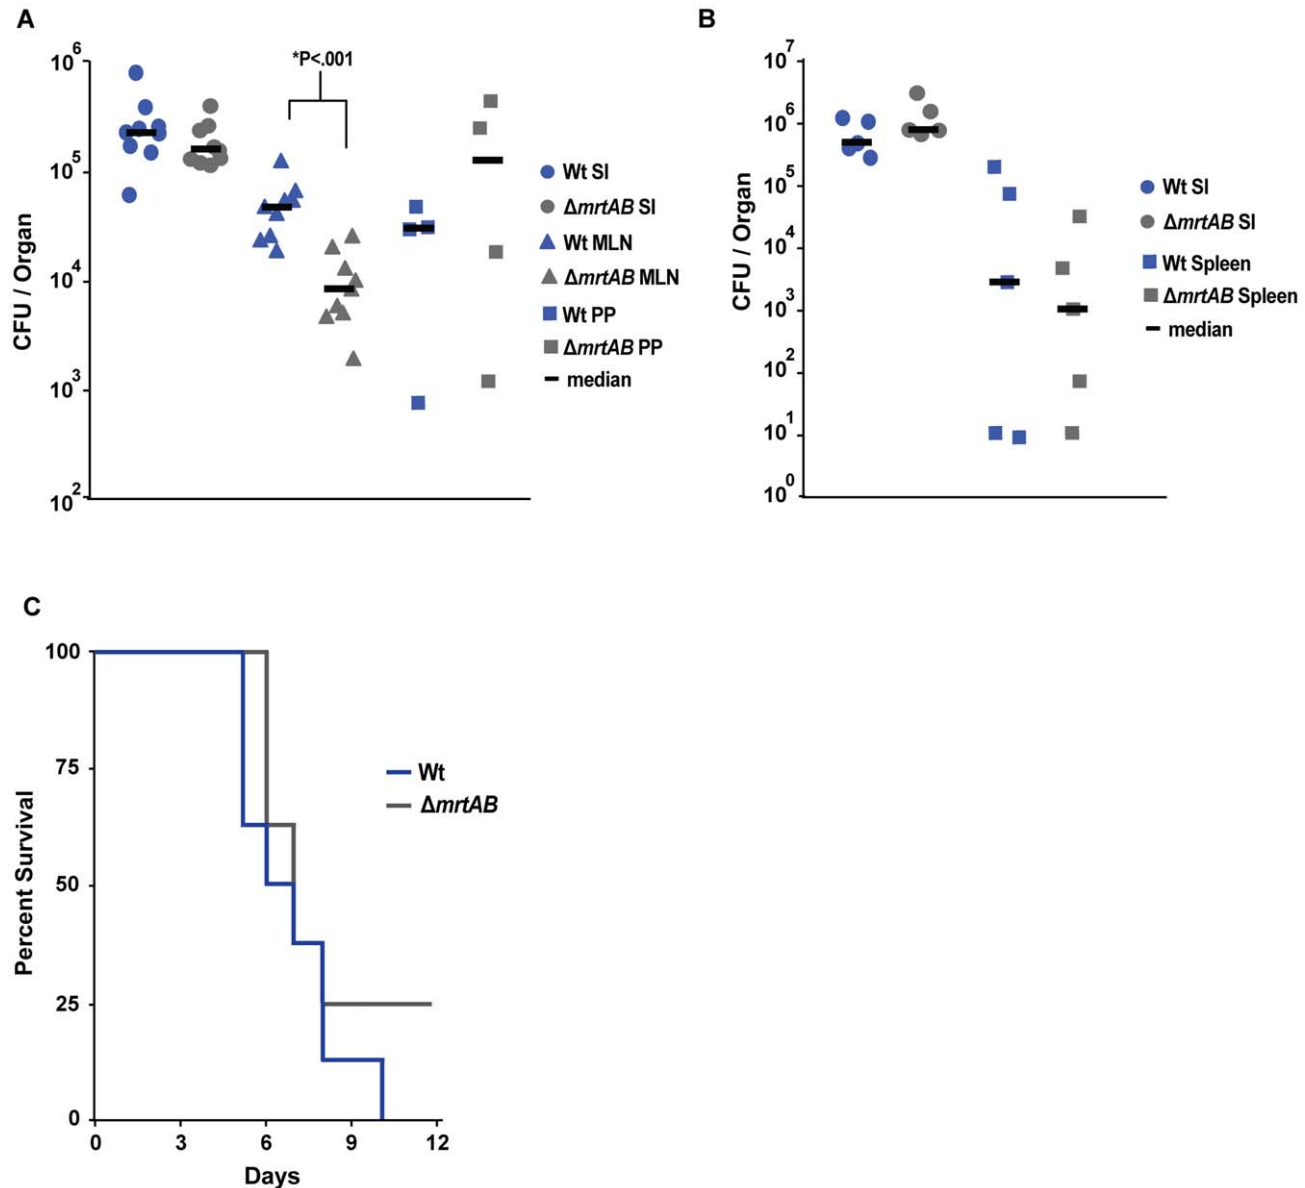 A
*P<.001
CFU / Organ
10^6
10^5
10^4
10^3
10^2
Wt SI
ΔmrtAB SI
Wt MLN
ΔmrtAB MLN
Wt PP
ΔmrtAB PP
median
B
CFU / Organ
10^7
10^6
10^5
10^4
10^3
10^2
10^1
10^0
Wt SI
ΔmrtAB SI
Wt Spleen
ΔmrtAB Spleen
median
C
Percent Survival
100
75
50
25
0
0 3 6 9 12
Days
Wt
ΔmrtAB